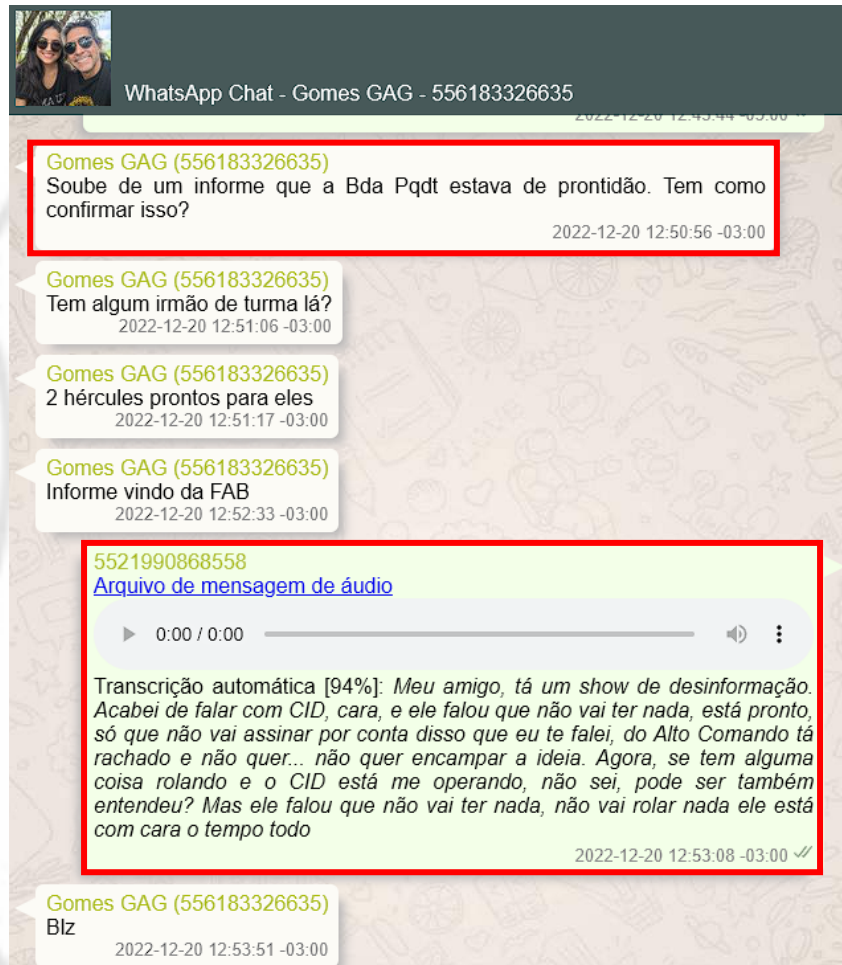 WhatsApp Chat - Gomes GAG - 556183326635
2022-12-20 12:45:44 -03:00
Gomes GAG (556183326635)
Soube de um informe que a Bda Pqdt estava de prontidão. Tem como
confirmar isso?
2022-12-20 12:50:56 -03:00
Gomes GAG (556183326635)
Tem algum irmão de turma lá?
2022-12-20 12:51:06 -03:00
Gomes GAG (556183326635)
2 hércules prontos para eles
2022-12-20 12:51:17 -03:00
Gomes GAG (556183326635)
Informe vindo da FAB
2022-12-20 12:52:33 -03:00
5521990868558
Arquivo de mensagem de áudio
0:00 / 0:00
Transcrição automática [94%]: Meu amigo, tá um show de desinformação.
Acabei de falar com CID, cara, e ele falou que não vai ter nada, está pronto,
só que não vai assinar por conta disso que eu te falei, do Alto Comando tá
rachado e não quer... não quer encampar a ideia. Agora, se tem alguma
coisa rolando e o CID está me operando, não sei, pode ser também
entendeu? Mas ele falou que não vai ter nada, não vai rolar nada ele está
com cara o tempo todo
2022-12-20 12:53:08 -03:00
Gomes GAG (556183326635)
Blz
2022-12-20 12:53:51 -03:00